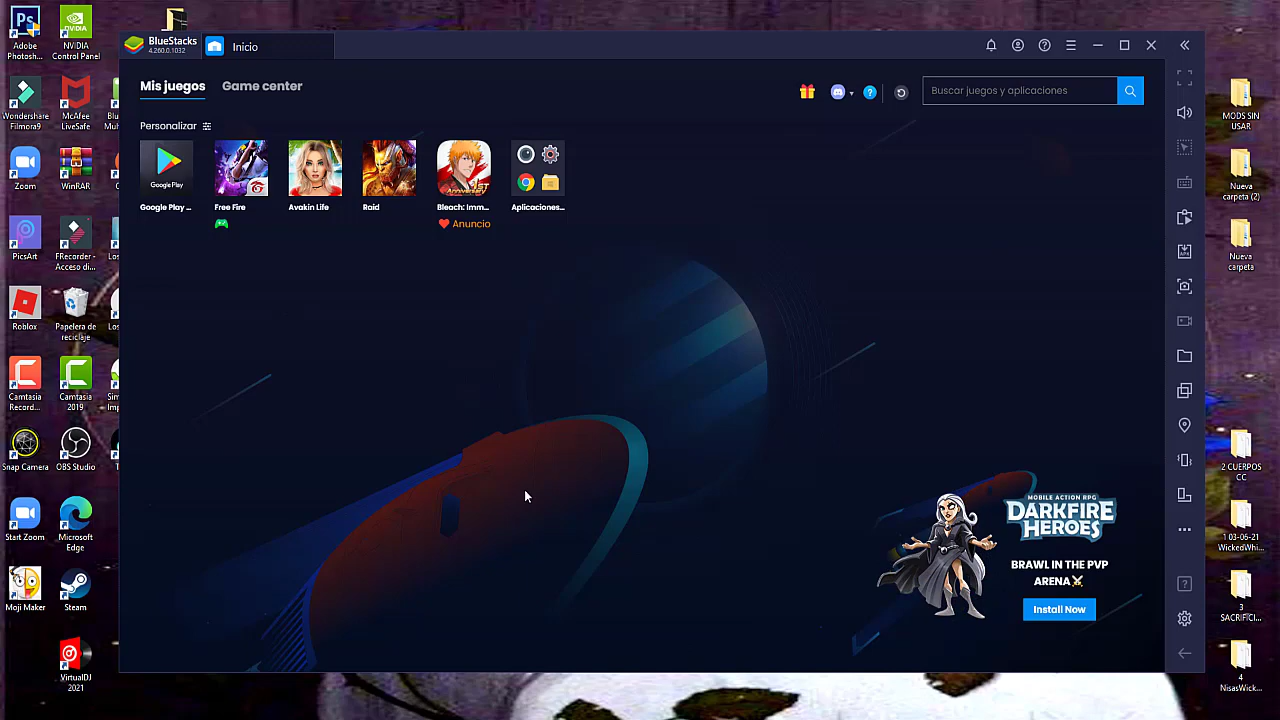 Adobe
Photosh...
NVIDIA
Control Panel
Wondershare
Filmora9
McAfee
LiveSafe
Zoom
WinRAR
PicsArt
FRecorder -
Acceso di...
Roblox
Papelera de
reciclaje
Camtasia
Record...
Camtasia
2019
Snap Camera
OBS Studio
Start Zoom
Microsoft
Edge
Moji Maker
Steam
VirtualDJ
2021
BlueStacks
4.260.0.1032
Inicio
Mis juegos
Game center
Buscar juegos y aplicaciones
Personalizar
Google Play
Google Play ...
Free Fire
Avakin Life
Raid
Bleach: Imm...
Aplicaciones...
Anuncio
MOBILE ACTION RPG
DARKFIRE
HEROES
BRAWL IN THE PVP
ARENA
Install Now
MODS SIN
USAR
Nueva
carpeta (2)
Nueva
carpeta
2 CUERPOS
CC
1 03-06-21
WickedWhi...
3
SACRIFICI...
4
NisasWick...